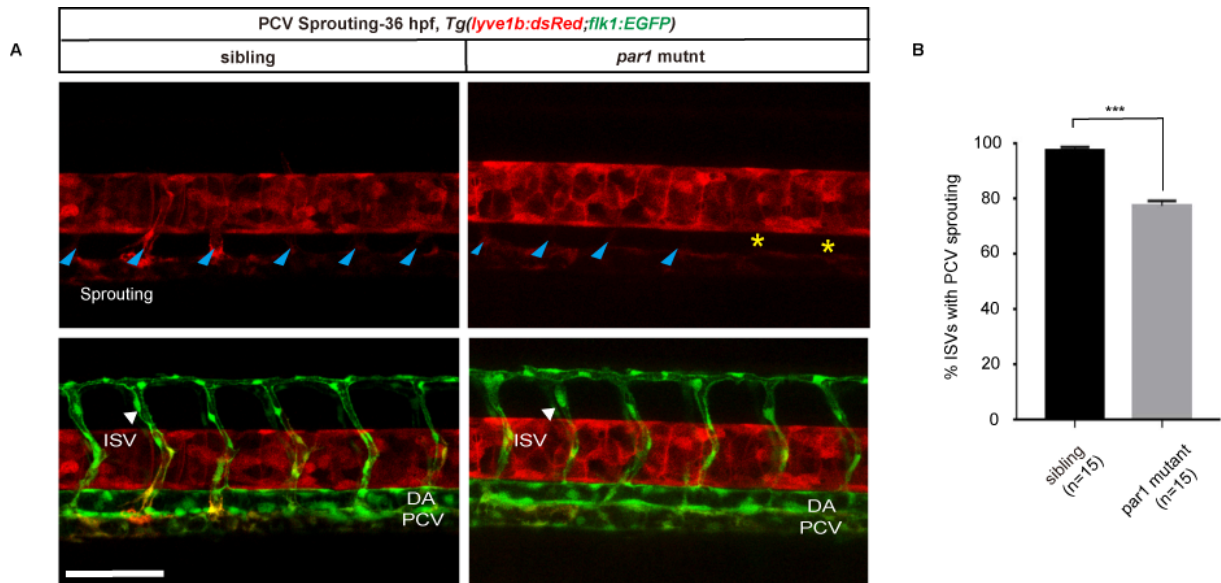 PCV Sprouting-36 hpf, Tg(lyve1b:dsRed;flk1:EGFP)
A
sibling
par1 mutnt
*
*
Sprouting
ISV
DA
PCV
ISV
DA
PCV
B
***
% ISVs with PCV sprouting
100
80
60
40
20
0
sibling
(n=15)
par1 mutant
(n=15)